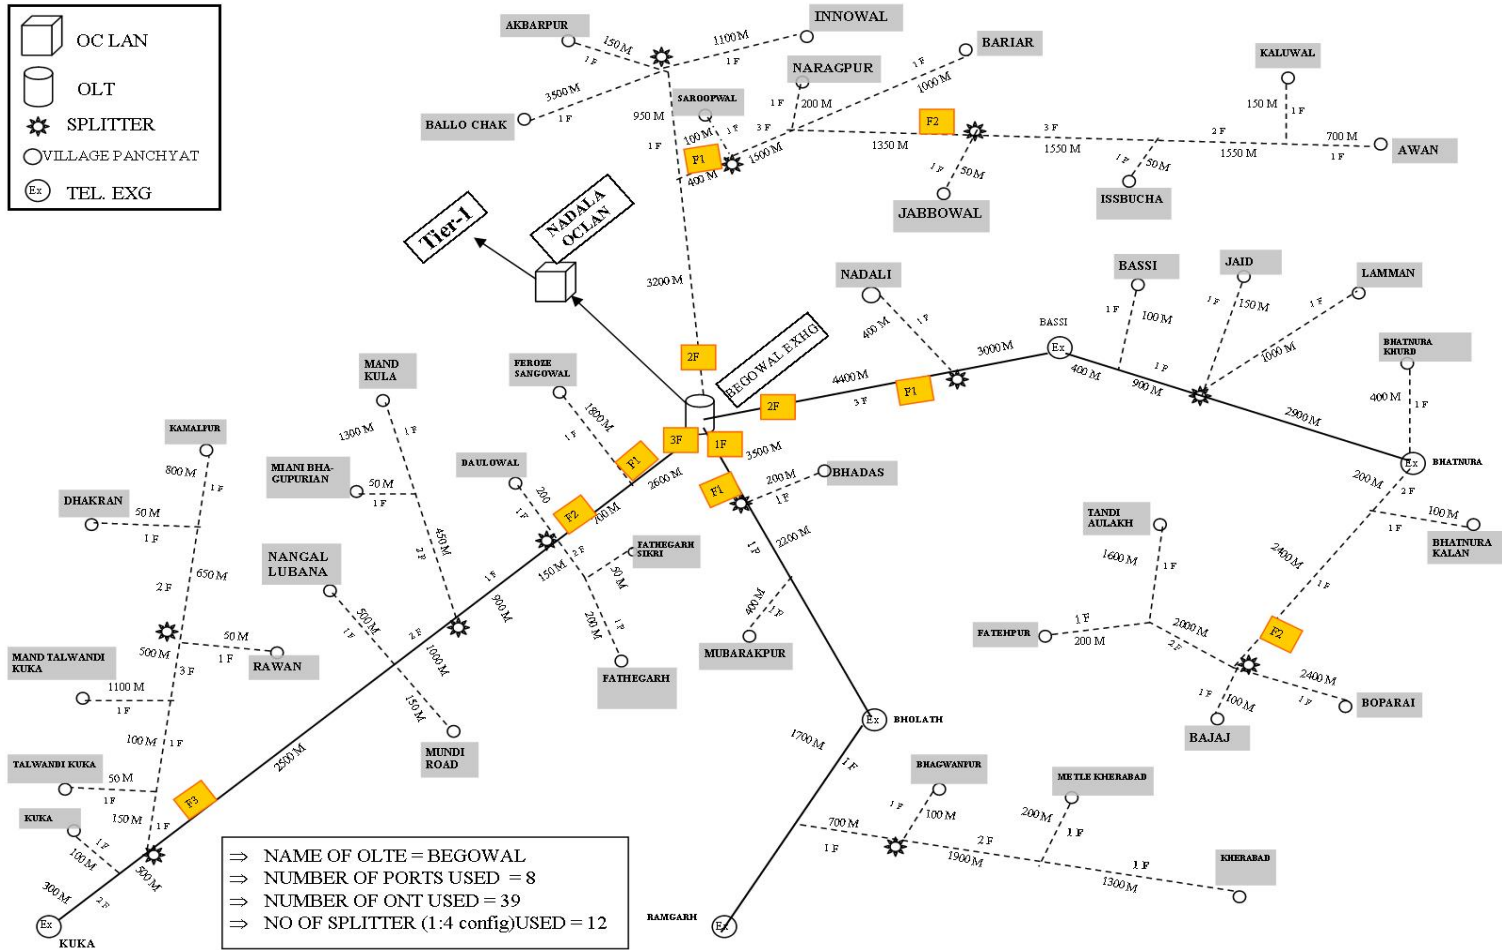 OC LAN
OLT
SPLITTER
VILLAGE PANCHYAT
Ex
TEL. EXG
AKBARPUR
150 M
1 F
1100 M
1 F
INNOWAL
3500 M
1 F
BALLO CHAK
950 M
1 F
SAROOPWAL
100 M
1 F
F1
400 M
NARAGPUR
1 F
200 M
3 F
1500 M
BARIAR
1 F
1000 M
F2
1350 M
1 F
50 M
JABBOWAL
3 F
1550 M
1 F
50 M
ISSBUCHA
2 F
1550 M
KALUWAL
150 M
1 F
700 M
1 F
AWAN
Tier-1
NADALA
OCLAN
3200 M
2F
BEGOWAL EXHG
NADALI
400 M
1 F
2F
4400 M
3 F
F1
3000 M
BASSI
Ex
400 M
BASSI
1 F
100 M
1 F
900 M
JAID
1 F
150 M
LAMMAN
1 F
1000 M
2900 M
BHATNURA
KHURD
400 M
1 F
Ex
BHATNURA
200 M
2 F
100 M
1 F
BHATNURA
KALAN
2400 M
1 F
F2
TANDI
AULAKH
1600 M
1 F
FATEHPUR
1 F
200 M
2000 M
2 F
2400 M
1 F
BOPARAI
1 F
100 M
BAJAJ
3F
1F
3500 M
F1
200 M
1 F
BHADAS
1 F
2200 M
400 M
1 F
MUBARAKPUR
Ex
BHOLATH
1700 M
1 F
700 M
1 F
BHAGWANPUR
1 F
100 M
2 F
1900 M
METLE KHERABAD
200 M
1 F
1 F
1300 M
KHERABAD
RAMGARH
Ex
FEROZE
SANGOWAL
1800 M
1 F
F1
2600 M
DAULOWAL
200
1 F
F2
700 M
2 F
150 M
FATHEGARH
SIKRI
50 M
200 M
1 F
FATHEGARH
1 F
900 M
MAND
KULA
1300 M
1 F
MIANI BHA-
GUPURIAN
50 M
1 F
450 M
2 F
NANGAL
LUBANA
500 M
1 F
2 F
1000 M
150 M
MUNDI
ROAD
2500 M
F3
KAMALPUR
800 M
1 F
DHAKRAN
50 M
1 F
650 M
2 F
50 M
1 F
RAWAN
500 M
3 F
MAND TALWANDI
KUKA
1100 M
1 F
100 M
1 F
TALWANDI KUKA
50 M
1 F
150 M
1 F
KUKA
1 F
100 M
500 M
300 M
2 F
Ex
KUKA
⇒ NAME OF OLTE = BEGOWAL
⇒ NUMBER OF PORTS USED = 8
⇒ NUMBER OF ONT USED = 39
⇒ NO OF SPLITTER (1:4 config)USED = 12